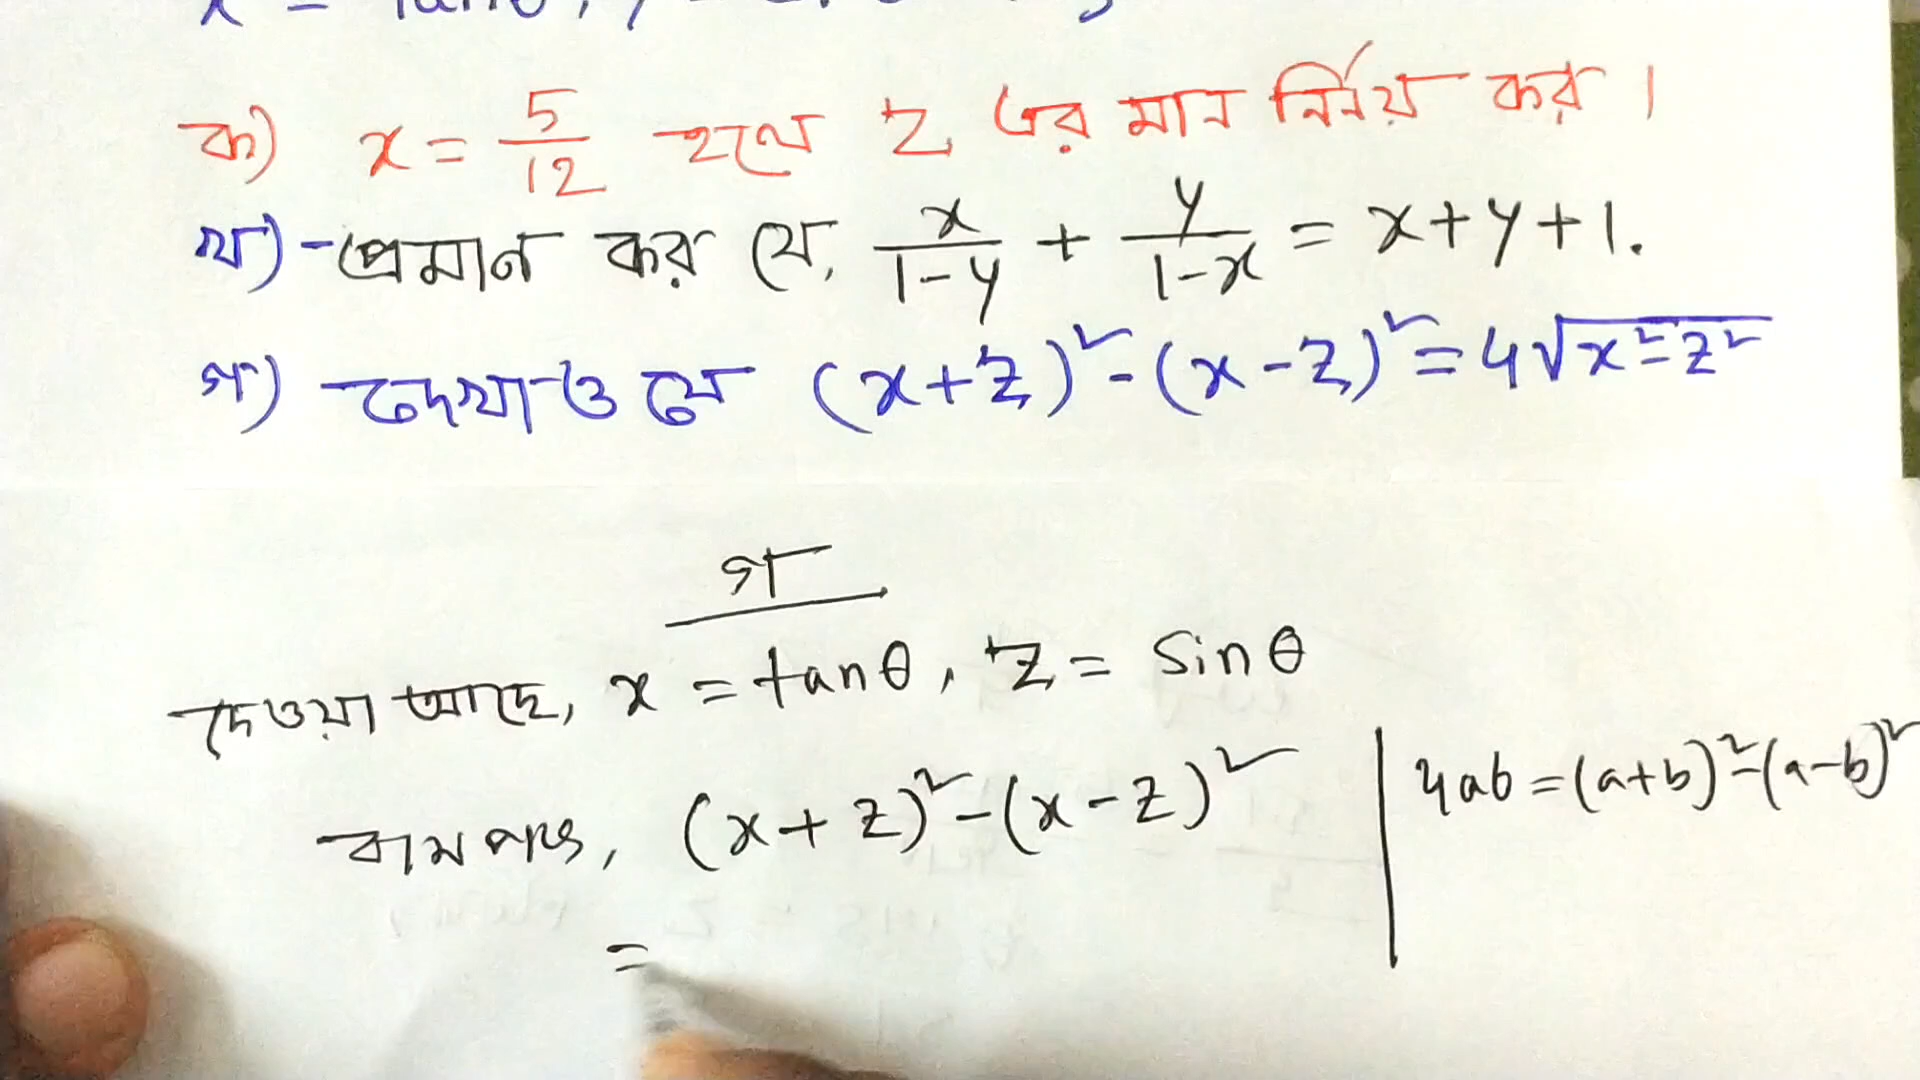 ক) x = 5/12 হলে z এর মান নির্নয় কর ।
খ) প্রমান কর যে, x/(1-y) + y/(1-x) = x+y+1.
গ) দেখাও যে (x+z)² - (x-z)² = 4√(x²-z²)
গ
দেওয়া আছে, x = tanθ, z = sinθ
বামপক্ষ, (x+z)² - (x-z)² | 4ab = (a+b)² - (a-b)²
=